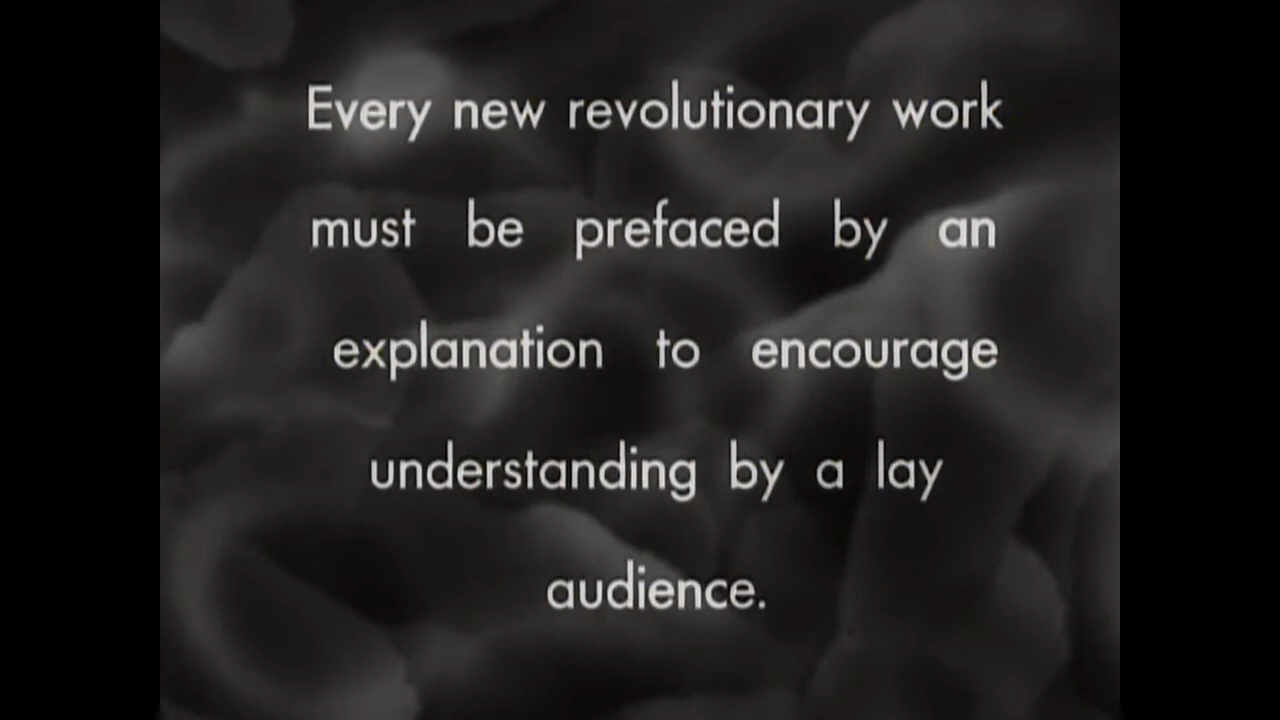 Every new revolutionary work
must be prefaced by an
explanation to encourage
understanding by a lay
audience.